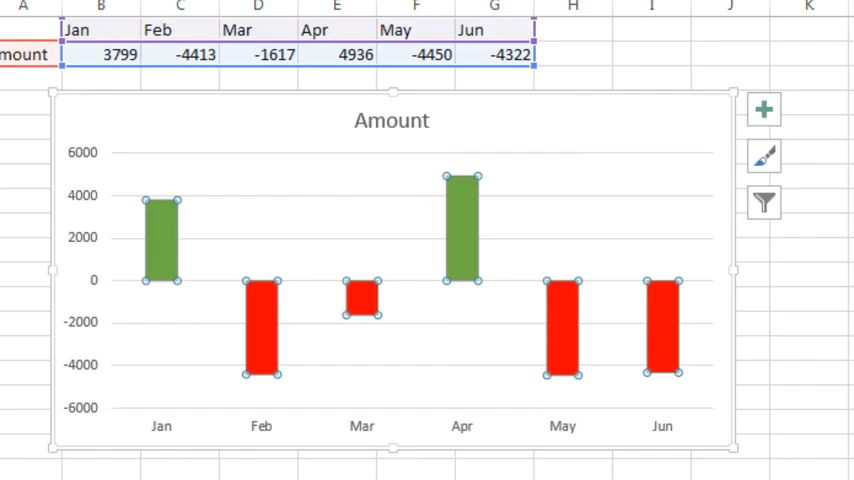 A B C D E F G H I J K
Jan Feb Mar Apr May Jun
mount 3799 -4413 -1617 4936 -4450 -4322
Amount
6000
4000
2000
0
-2000
-4000
-6000
Jan Feb Mar Apr May Jun